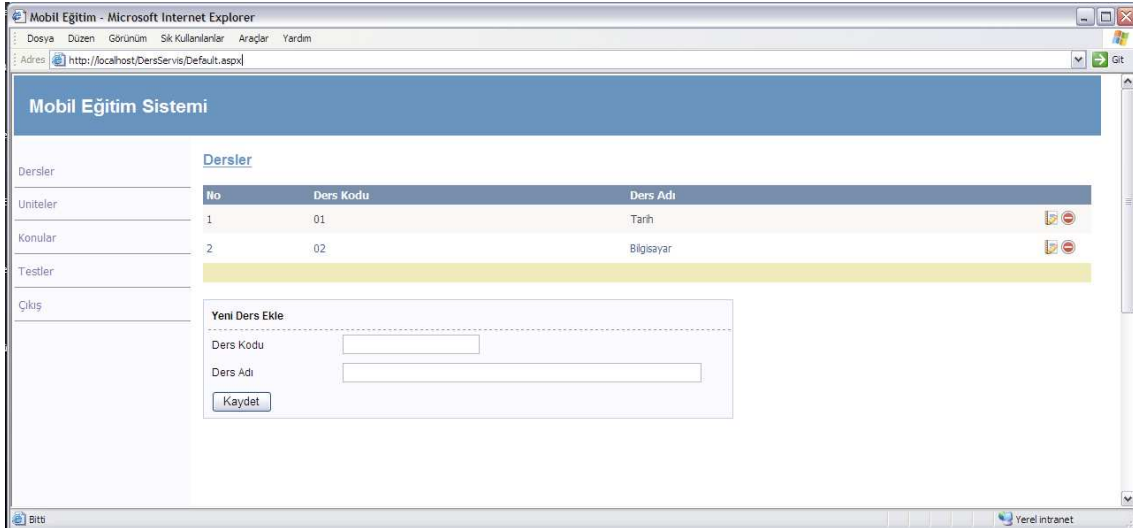 Mobil Eğitim - Microsoft Internet Explorer
Dosya Düzen Görünüm Sık Kullanılanlar Araçlar Yardım
Adres http://localhost/DersServis/Default.aspx Git
Mobil Eğitim Sistemi
Dersler
Uniteler
Konular
Testler
Çıkış
Dersler
No Ders Kodu Ders Adı
1 01 Tarih
2 02 Bilgisayar
Yeni Ders Ekle
Ders Kodu
Ders Adı
Kaydet
Bitti Yerel intranet